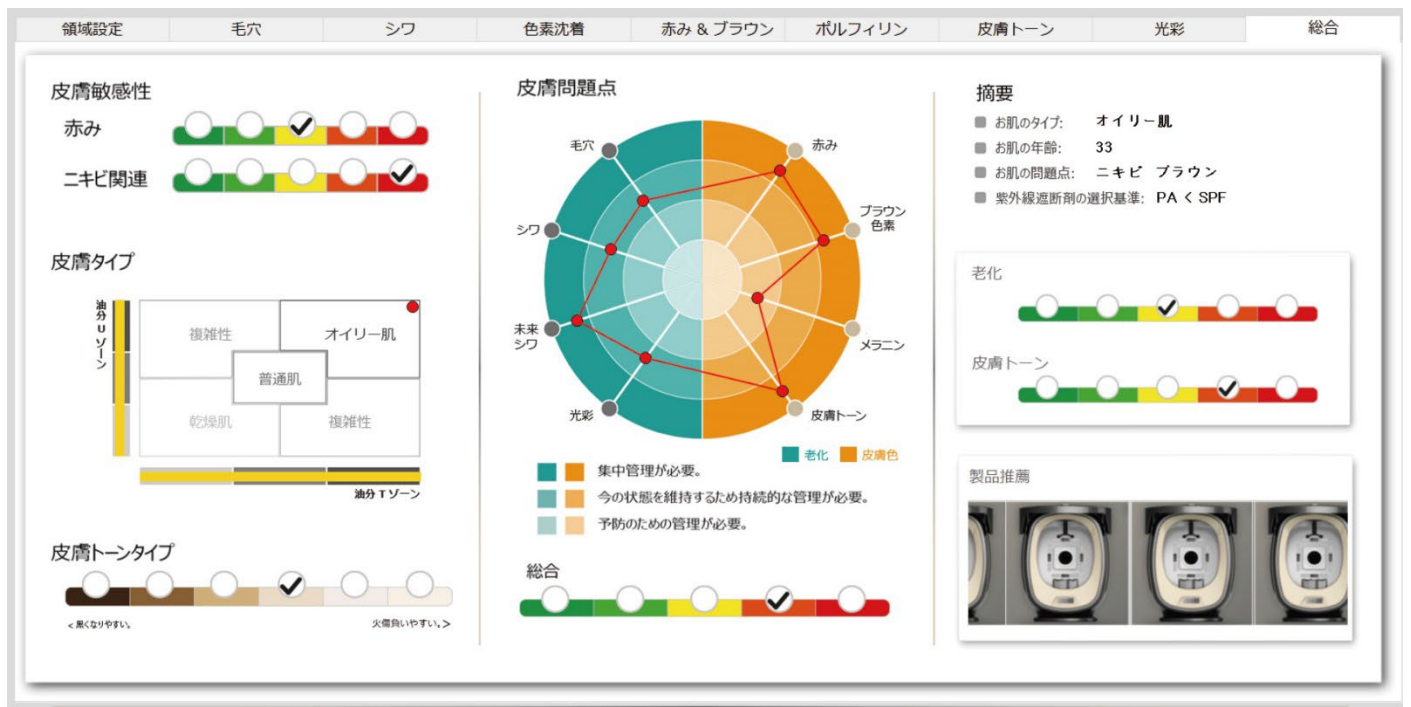 領域設定
毛穴
シワ
色素沈着
赤み & ブラウン
ポルフィリン
皮膚トーン
光彩
総合
皮膚敏感性
赤み
ニキビ関連
皮膚タイプ
油分 U ゾーン
複雑性
オイリー肌
普通肌
乾燥肌
複雑性
油分 T ゾーン
皮膚トーンタイプ
< 黒くなりやすい。
火傷負いやすい。>
皮膚問題点
毛穴
赤み
シワ
ブラウン
色素
未来
シワ
メラニン
光彩
皮膚トーン
老化
皮膚色
集中管理が必要。
今の状態を維持するため持続的な管理が必要。
予防のための管理が必要。
総合
摘要
お肌のタイプ: オイリー肌
お肌の年齢: 33
お肌の問題点: ニキビ ブラウン
紫外線遮断剤の選択基準: PA < SPF
老化
皮膚トーン
製品推薦